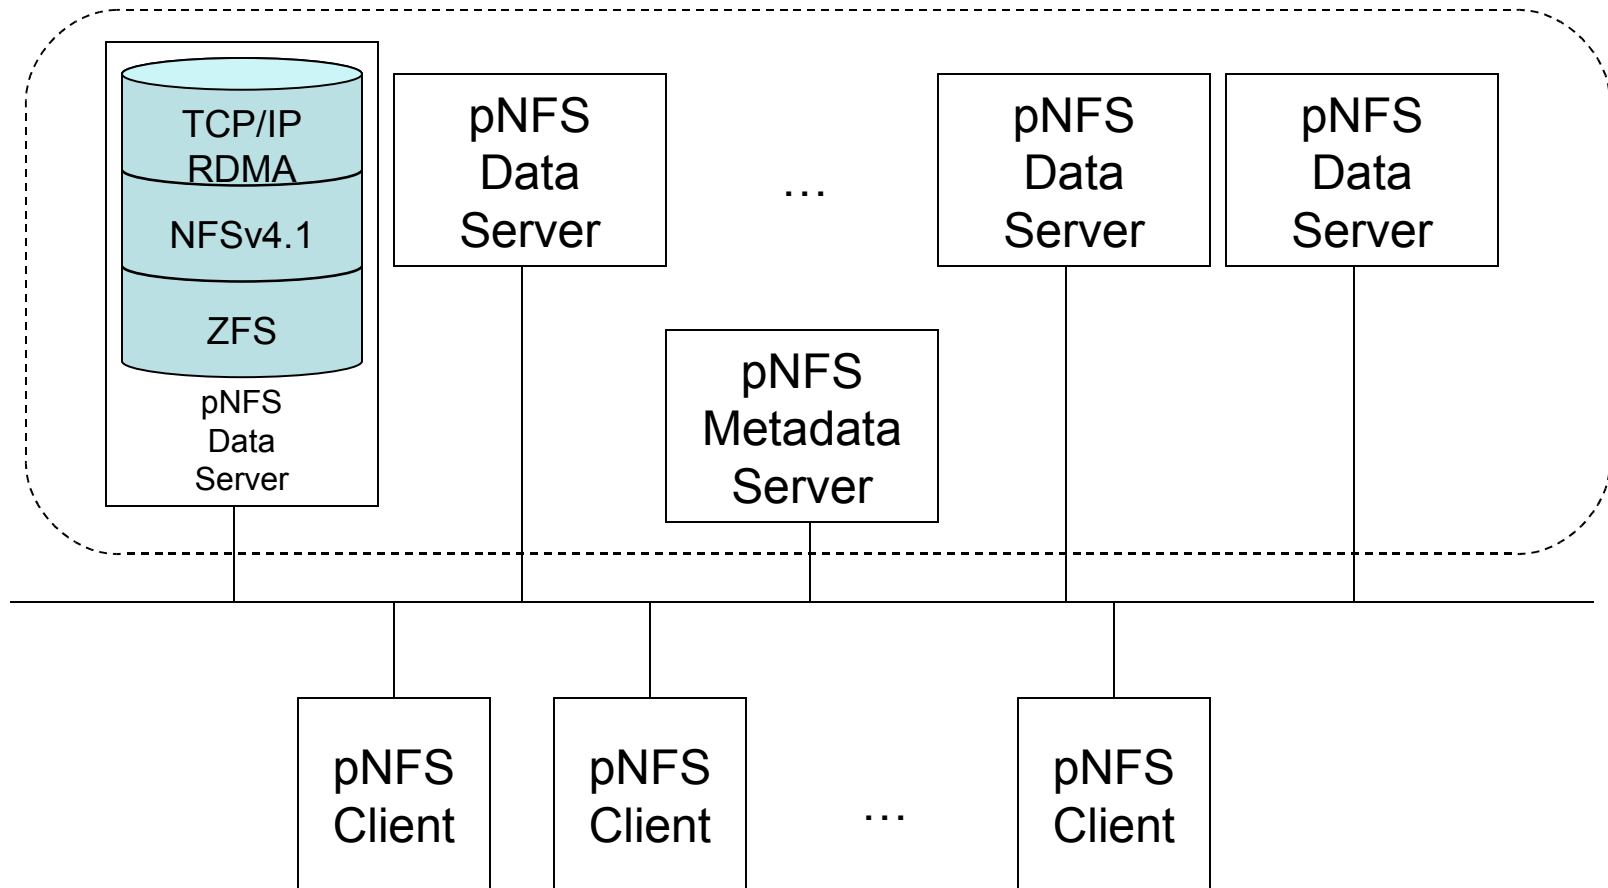 TCP/IP
RDMA
NFSv4.1
ZFS
pNFS
Data
Server
pNFS
Data
Server
...
pNFS
Data
Server
pNFS
Data
Server
pNFS
Metadata
Server
pNFS
Client
pNFS
Client
...
pNFS
Client